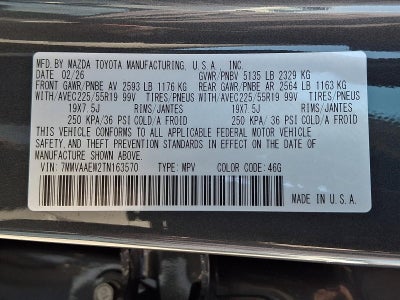 MFD. BY MAZDA TOYOTA MANUFACTURING, U.S.A., INC.
DATE 02/26 GVWR/PNBV 5135 LB 2329 KG
FRONT GAWR/PNBE AV 2593 LB 1176 KG REAR GAWR/PNBE AR 2564 LB 1163 KG
WITH/AVEC225/55R19 99V TIRES/PNEUS WITH/AVEC225/55R19 99V TIRES/PNEUS
19X7.5J RIMS/JANTES 19X7.5J RIMS/JANTES
250 KPA/36 PSI COLD/A FROID 250 KPA/36 PSI COLD/A FROID
THIS VEHICLE CONFORMS TO ALL APPLICABLE FEDERAL MOTOR VEHICLE
SAFETY, AND THEFT PREVENTION STANDARDS IN EFFECT ON THE DATE OF
MANUFACTURE SHOWN ABOVE.
VIN: 7MMVAAEW2TN163570 TYPE: MPV COLOR CODE: 46G
MADE IN U.S.A.